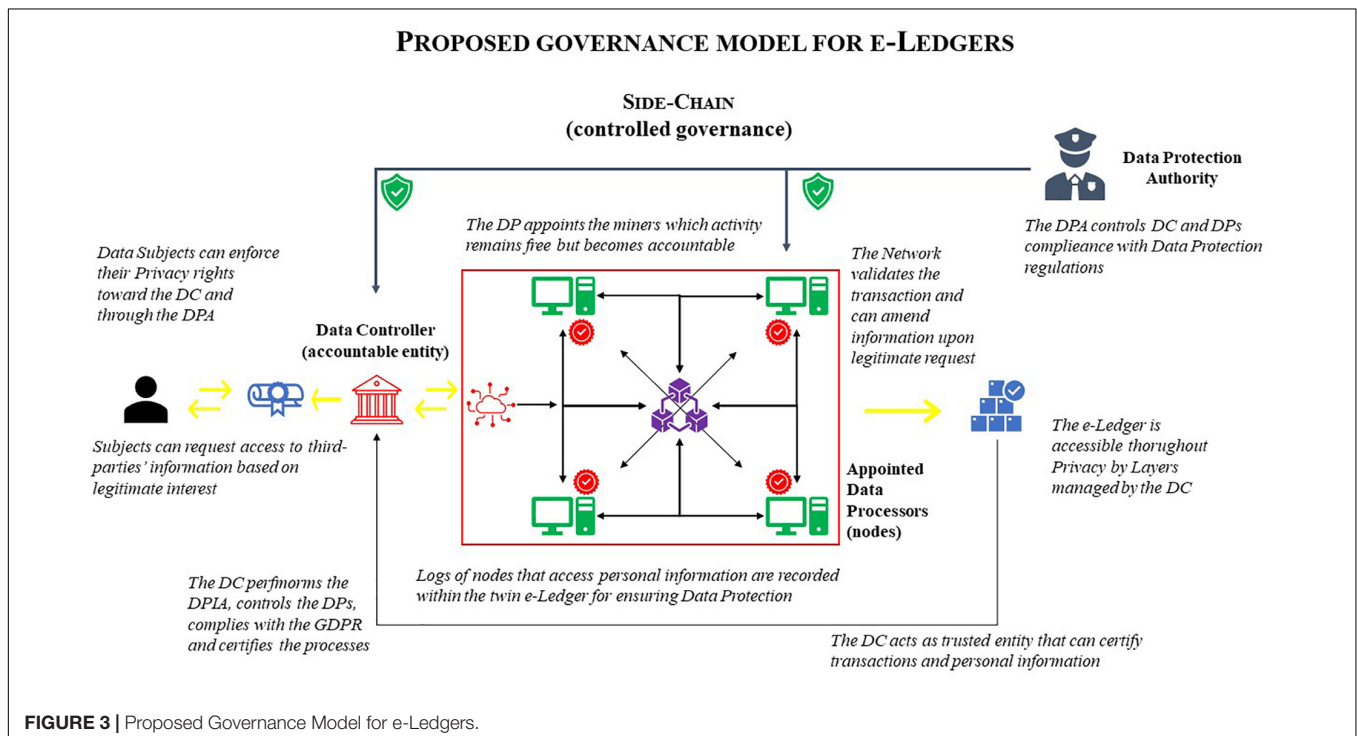 PROPOSED GOVERNANCE MODEL FOR E-LEDGERS
SIDE-CHAIN
(controlled governance)
Data Protection
Authority
The DPA controls DC and DPs
complieance with Data Protection
regulations
The DP appoints the miners which activity
remains free but becomes accountable
Data Subjects can enforce
their Privacy rights
toward the DC and
through the DPA
The Network
validates the
transaction and
can amend
information upon
legitimate request
Data Controller
(accountable entity)
Subjects can request access to third-
parties' information based on
legitimate interest
The e-Ledger is
accessible thorughout
Privacy by Layers
managed by the DC
Appointed
Data
Processors
(nodes)
The DC perfmorms the
DPIA, controls the DPs,
complies with the GDPR
and certifies the processes
Logs of nodes that access personal information are recorded
within the twin e-Ledger for ensuring Data Protection
The DC acts as trusted entity that can certify
transactions and personal information
FIGURE 3 | Proposed Governance Model for e-Ledgers.